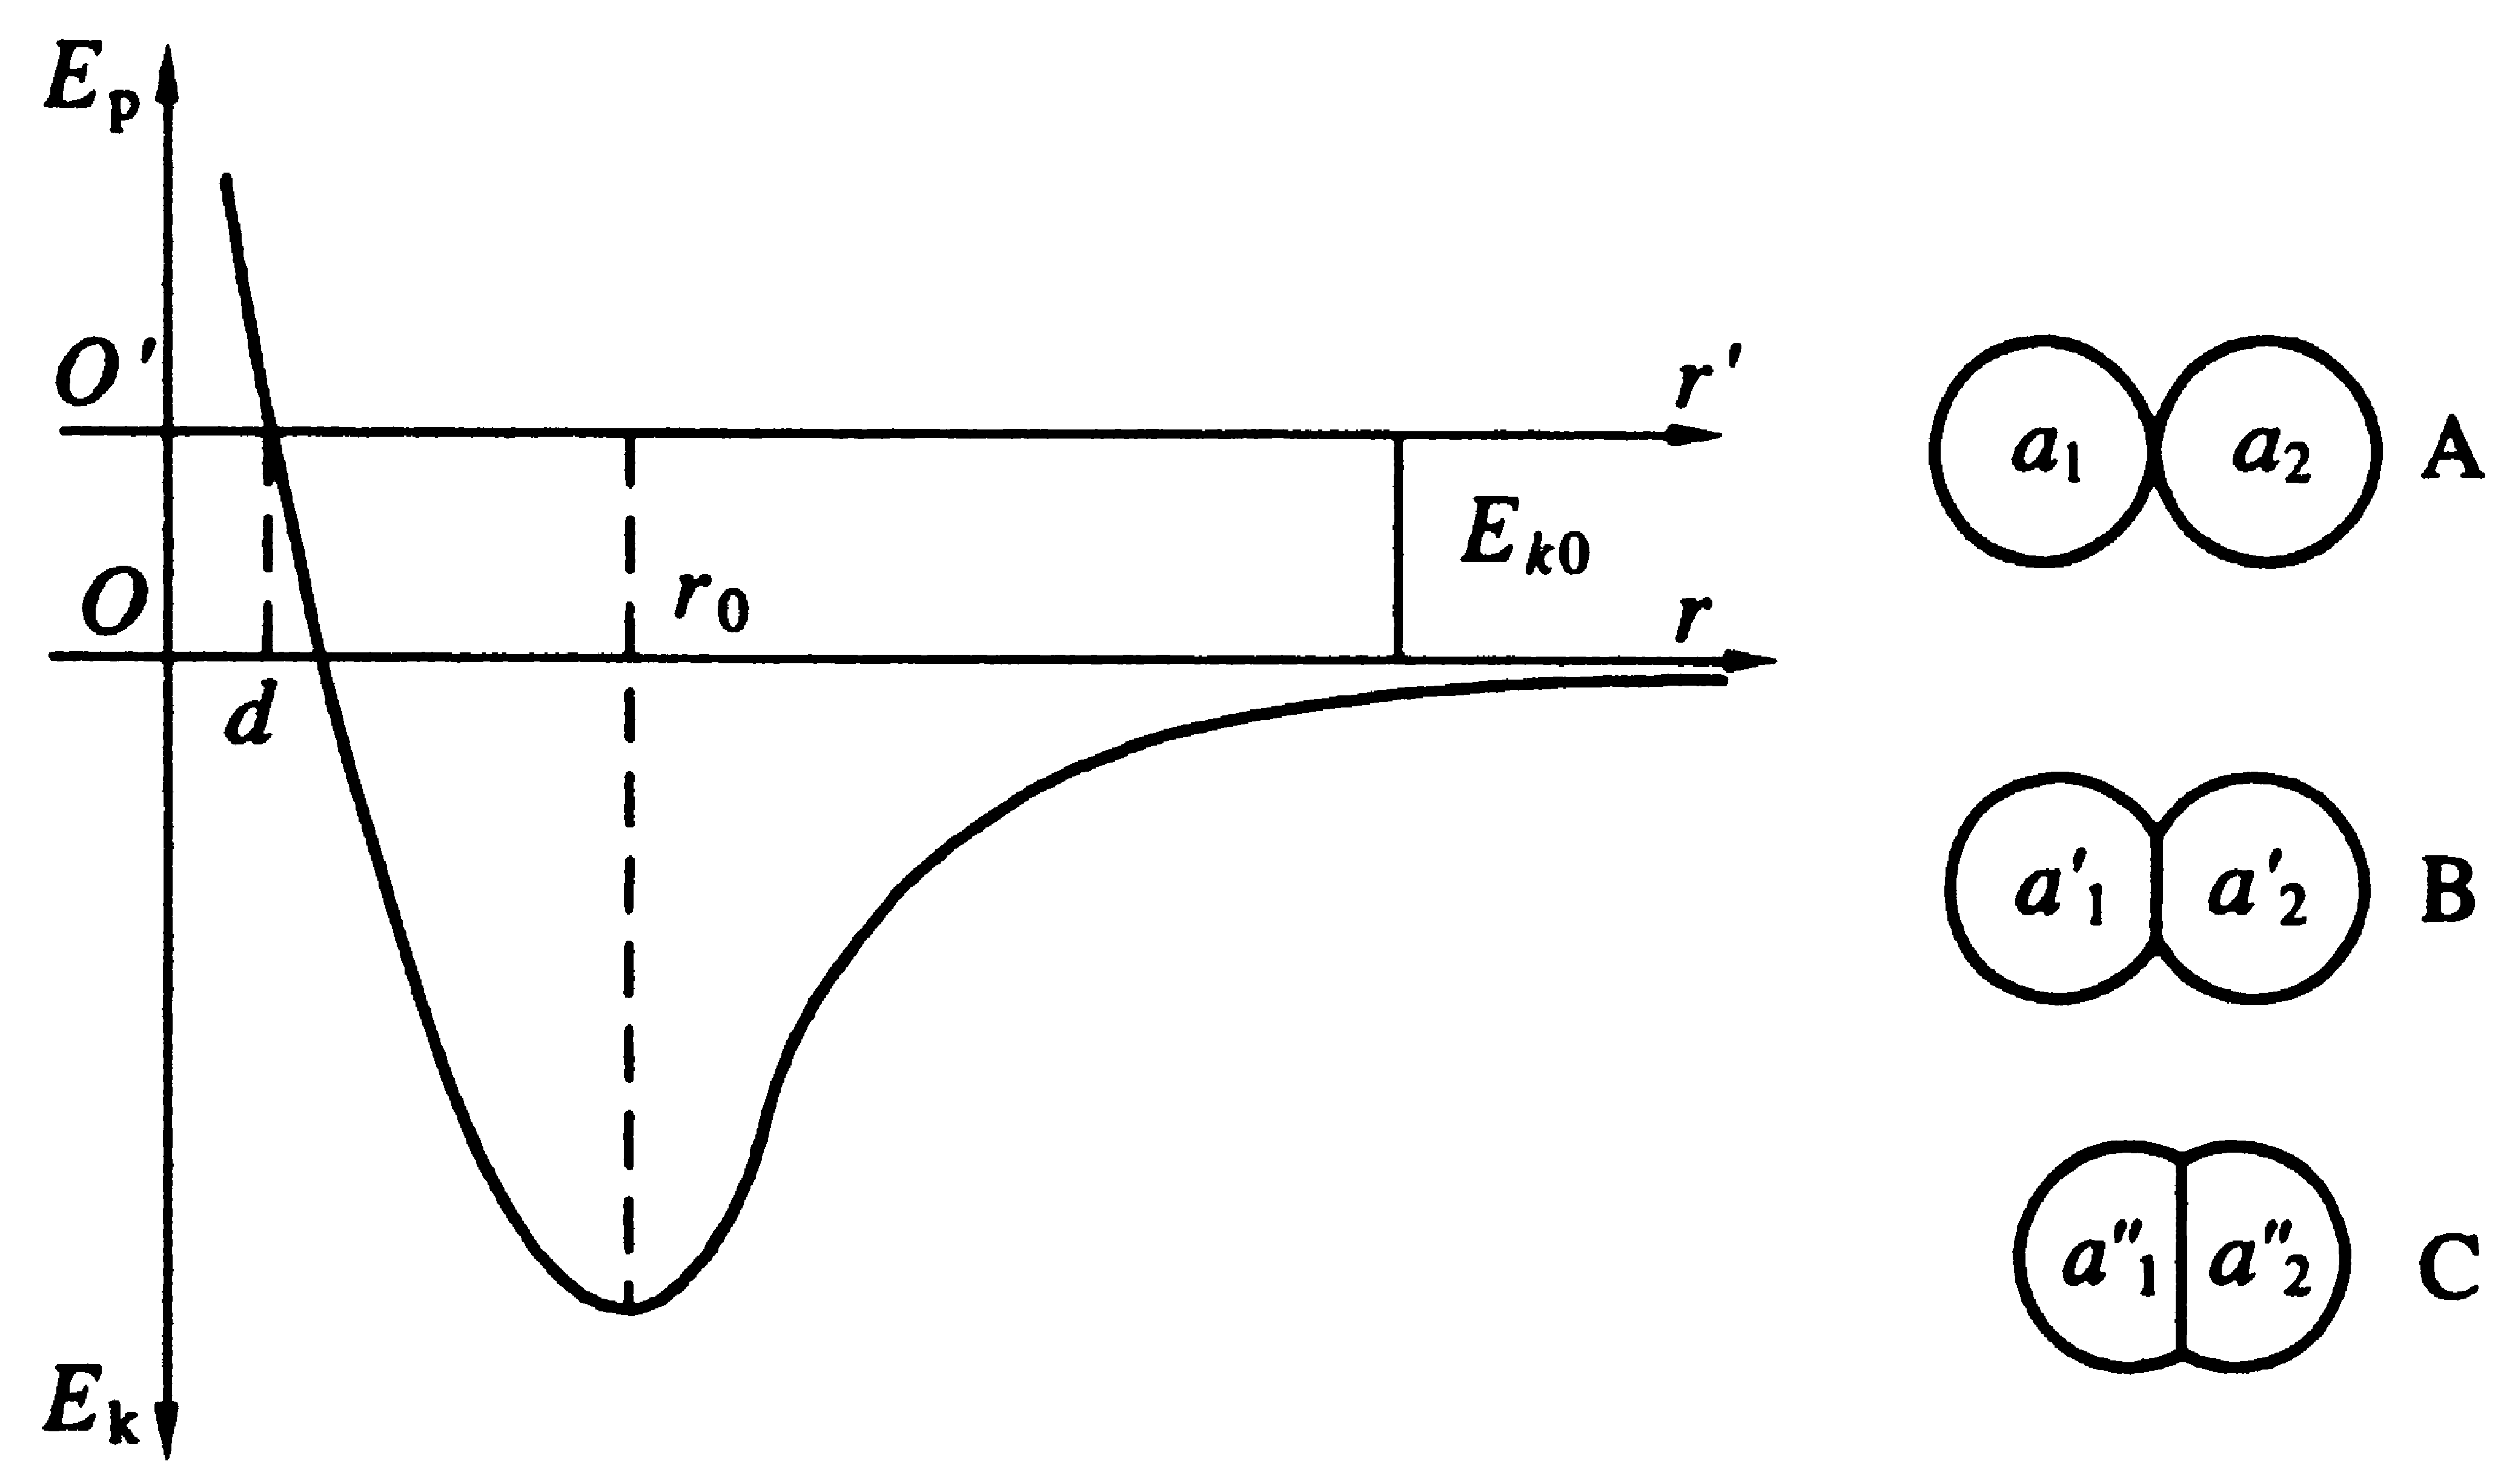 Eₚ
O'
r'
a₁ a₂ A
Eₖ₀
O
r₀
r
d
a'₁ a'₂ B
a"₁ a"₂ C
Eₖ